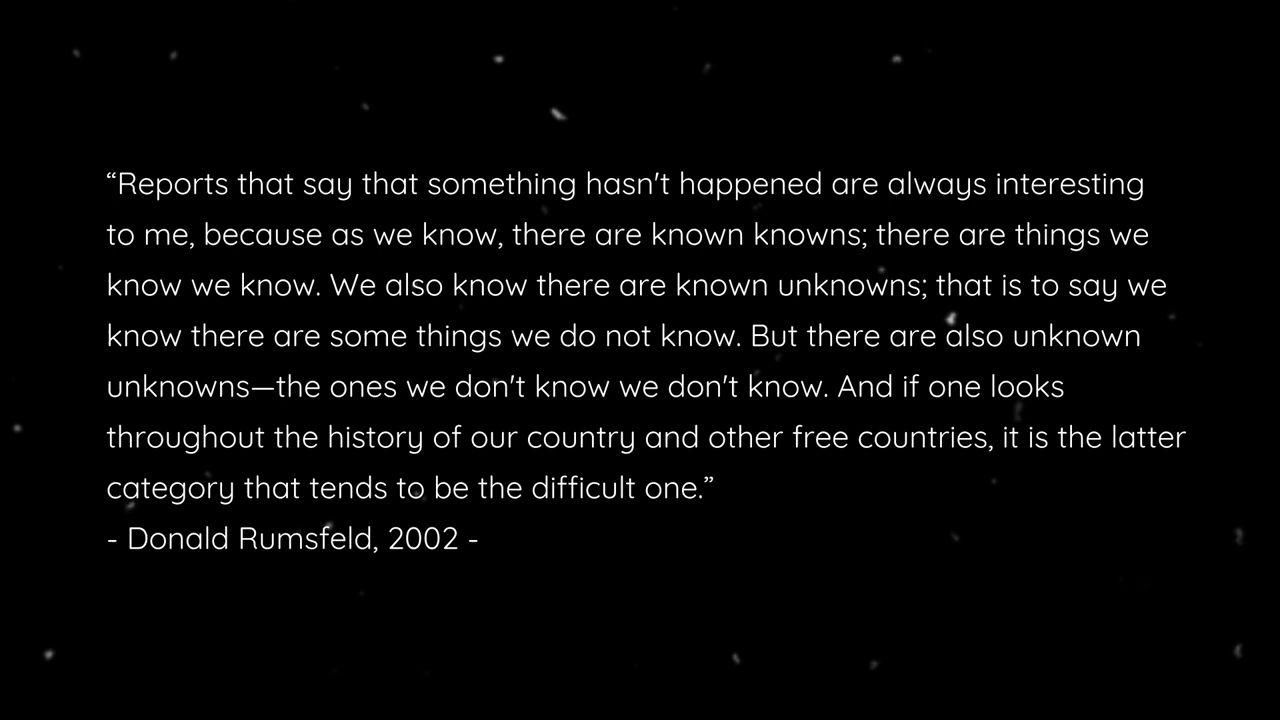 “Reports that say that something hasn't happened are always interesting
to me, because as we know, there are known knowns; there are things we
know we know. We also know there are known unknowns; that is to say we
know there are some things we do not know. But there are also unknown
unknowns—the ones we don't know we don't know. And if one looks
throughout the history of our country and other free countries, it is the latter
category that tends to be the difficult one.”
- Donald Rumsfeld, 2002 -